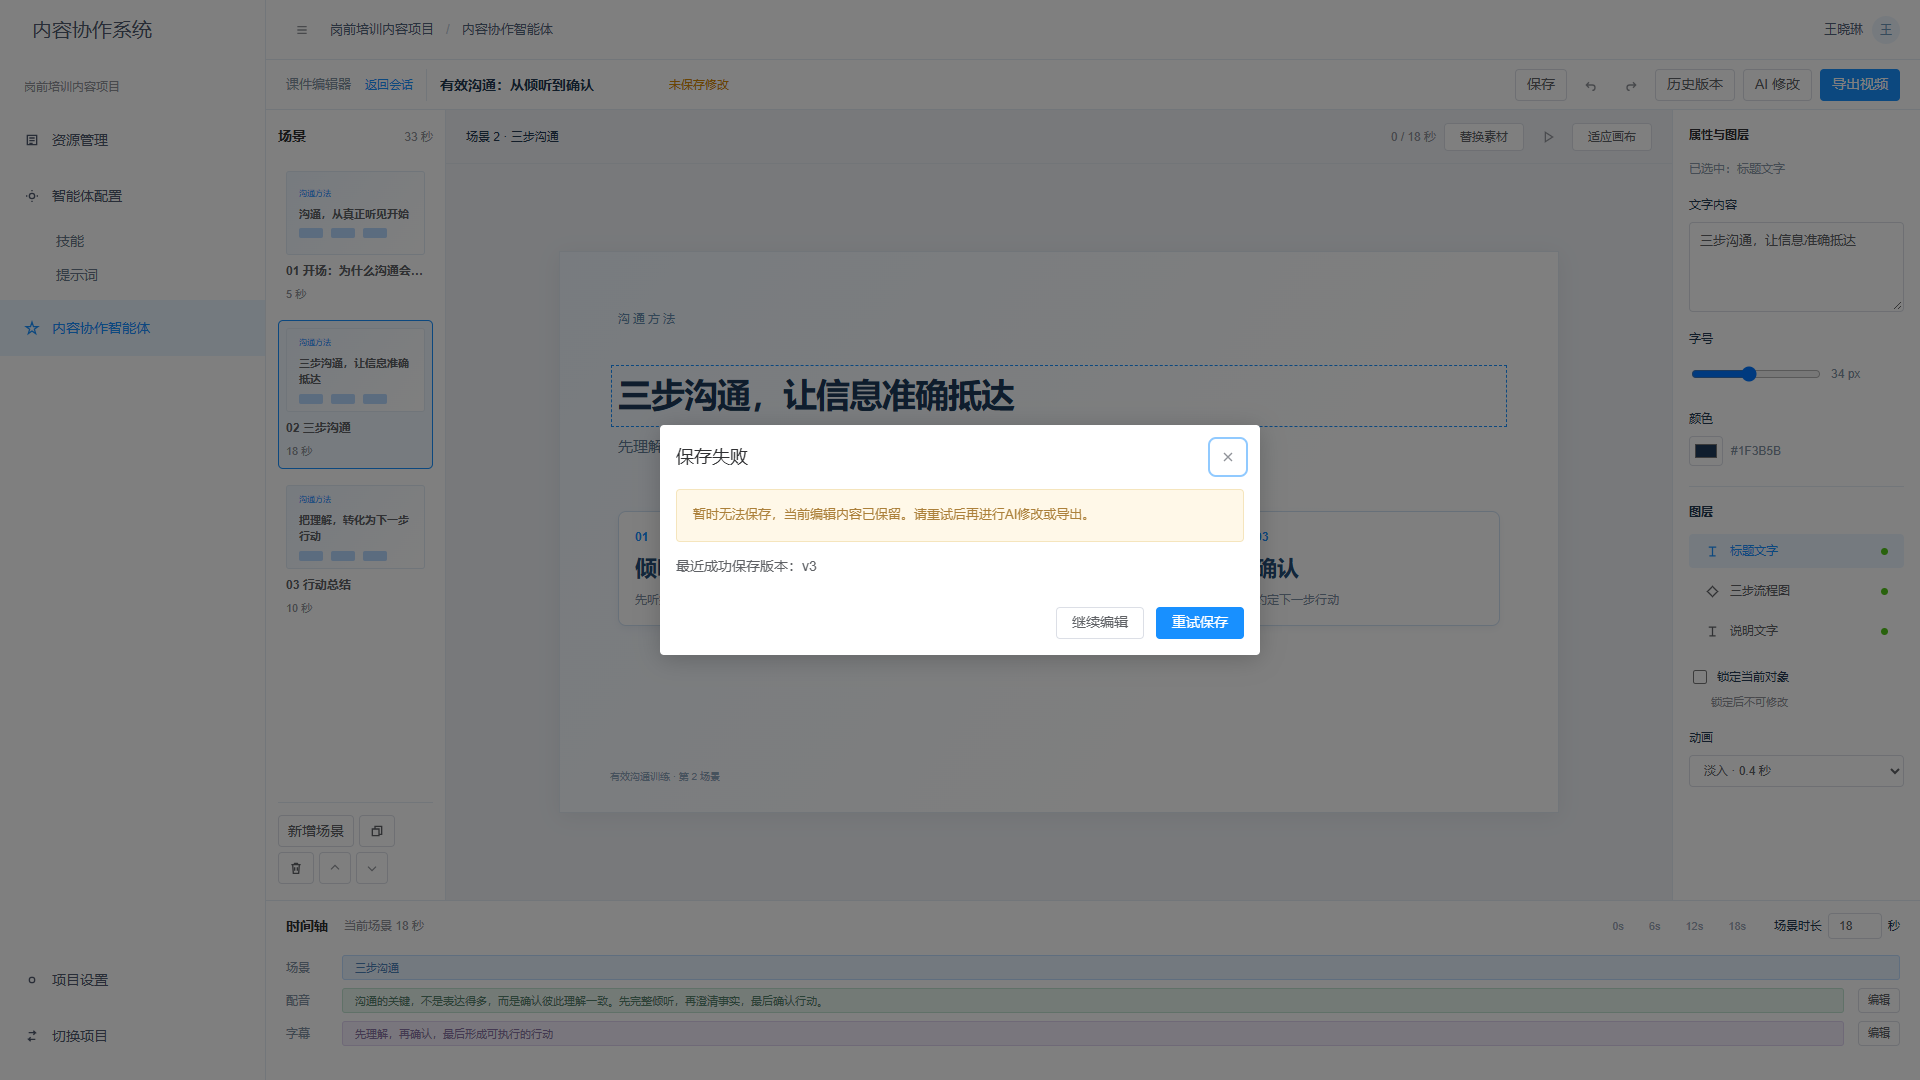 内容协作系统
岗前培训内容项目 / 内容协作智能体
王晓琳 王
岗前培训内容项目
资源管理
智能体配置
技能
提示词
内容协作智能体
项目设置
切换项目
课件编辑器 返回会话 有效沟通：从倾听到确认 未保存修改
保存 历史版本 AI 修改 导出视频
场景 33 秒
沟通方法
沟通，从真正听见开始
01 开场：为什么沟通会...
5 秒
沟通方法
三步沟通，让信息准确
抵达
02 三步沟通
18 秒
沟通方法
把理解，转化为下一步
行动
03 行动总结
10 秒
新增场景
场景 2 · 三步沟通 0 / 18 秒 替换素材 适应画布
沟通方法
三步沟通，让信息准确抵达
先理解
01
先听
03
确认
约定下一步行动
有效沟通训练 · 第 2 场景
保存失败
暂时无法保存，当前编辑内容已保留。请重试后再进行AI修改或导出。
最近成功保存版本：v3
继续编辑 重试保存
属性与图层
已选中：标题文字
文字内容
三步沟通，让信息准确抵达
字号
34 px
颜色
#1F3B5B
图层
标题文字
三步流程图
说明文字
锁定当前对象
锁定后不可修改
动画
淡入 · 0.4 秒
时间轴 当前场景 18 秒 0s 6s 12s 18s 场景时长 18 秒
场景 三步沟通
配音 沟通的关键，不是表达得多，而是确认彼此理解一致。先完整倾听，再澄清事实，最后确认行动。 编辑
字幕 先理解，再确认，最后形成可执行的行动 编辑